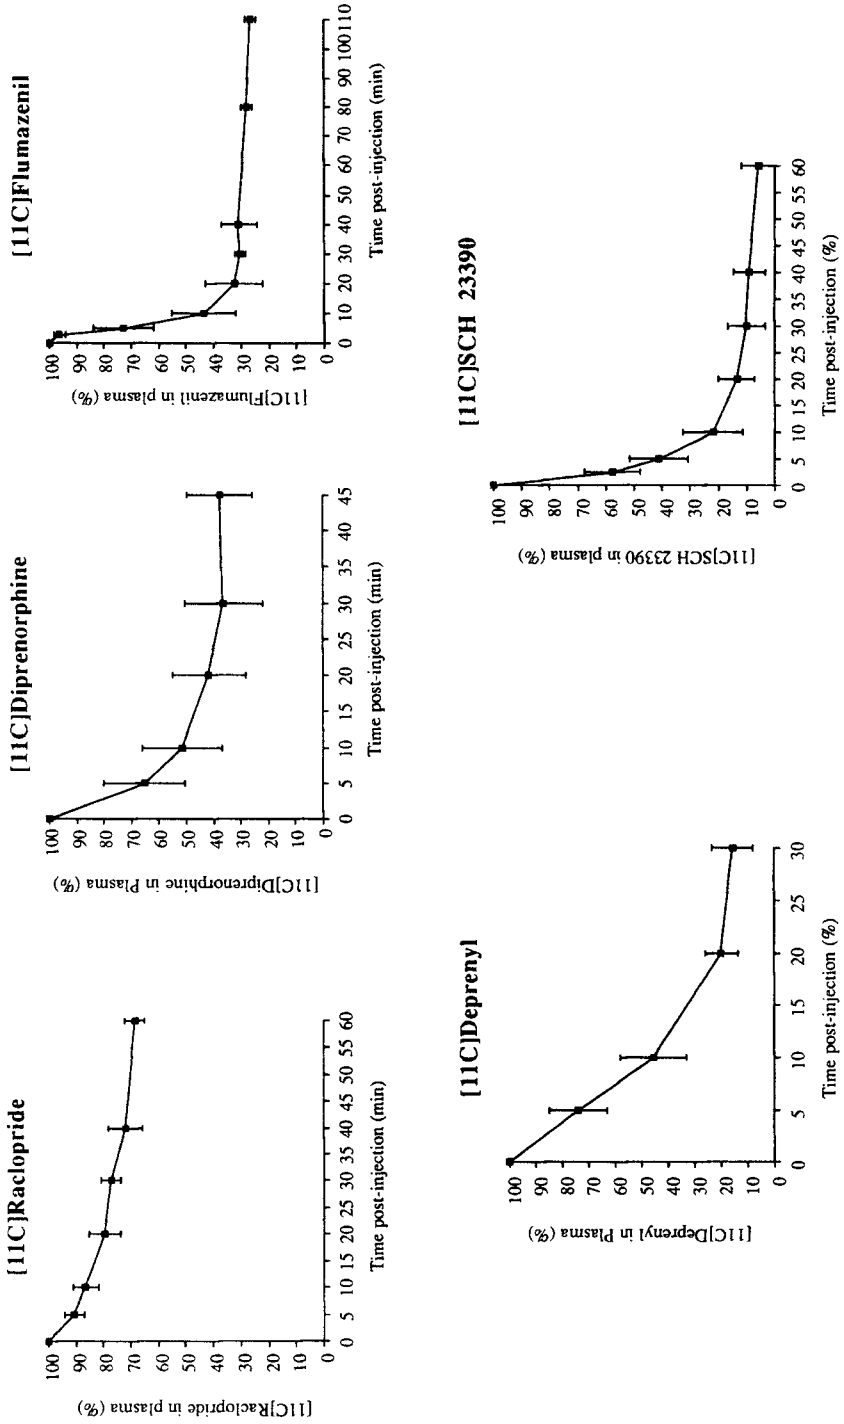 [11C]Raclopride
[11C]Raclopride in plasma (%)
100
90
80
70
60
50
40
30
20
10
0
0 5 10 15 20 25 30 35 40 45 50 55 60
Time post-injection (min)
[11C]Diprenorphine
[11C]Diprenorphine in Plasma (%)
100
90
80
70
60
50
40
30
20
10
0
0 5 10 15 20 25 30 35 40 45
Time post-injection (min)
[11C]Flumazenil
[11C]Flumazenil in plasma (%)
100
90
80
70
60
50
40
30
20
10
0
0 10 20 30 40 50 60 70 80 90 100 110
Time post-injection (min)
[11C]Deprenyl
[11C]Deprenyl in Plasma (%)
100
90
80
70
60
50
40
30
20
10
0
0 5 10 15 20 25 30
Time post-injection (%)
[11C]SCH 23390
[11C]SCH 23390 in plasma (%)
100
90
80
70
60
50
40
30
20
10
0
0 5 10 15 20 25 30 35 40 45 50 55 60
Time post-injection (%)